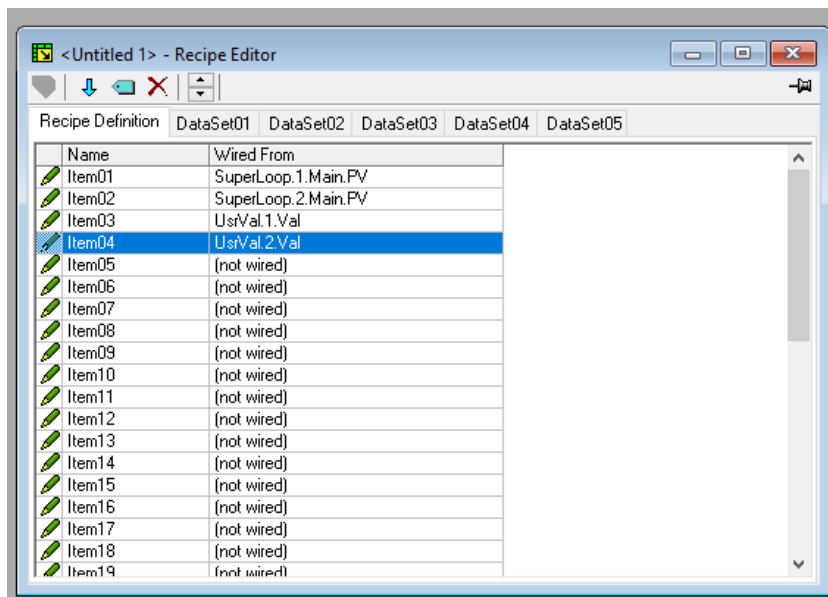 <Untitled 1> - Recipe Editor
Recipe Definition DataSet01 DataSet02 DataSet03 DataSet04 DataSet05
Name Wired From
Item01 SuperLoop.1.Main.PV
Item02 SuperLoop.2.Main.PV
Item03 UsrVal.1.Val
Item04 UsrVal.2.Val
Item05 (not wired)
Item06 (not wired)
Item07 (not wired)
Item08 (not wired)
Item09 (not wired)
Item10 (not wired)
Item11 (not wired)
Item12 (not wired)
Item13 (not wired)
Item14 (not wired)
Item15 (not wired)
Item16 (not wired)
Item17 (not wired)
Item18 (not wired)
Item19 (not wired)